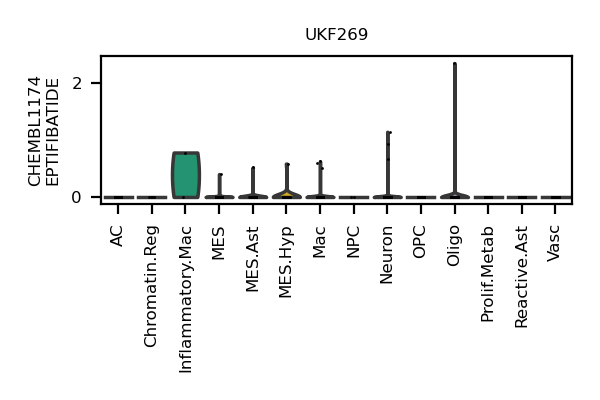 UKF269
CHEMBL1174
EPTIFIBATIDE
2
0
AC
Chromatin.Reg
Inflammatory.Mac
MES
MES.Ast
MES.Hyp
Mac
NPC
Neuron
OPC
Oligo
Prolif.Metab
Reactive.Ast
Vasc